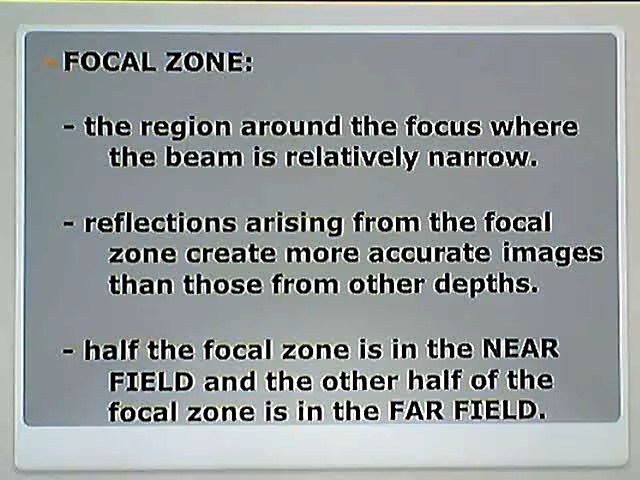 FOCAL ZONE:
- the region around the focus where
the beam is relatively narrow.
- reflections arising from the focal
zone create more accurate images
than those from other depths.
- half the focal zone is in the NEAR
FIELD and the other half of the
focal zone is in the FAR FIELD.